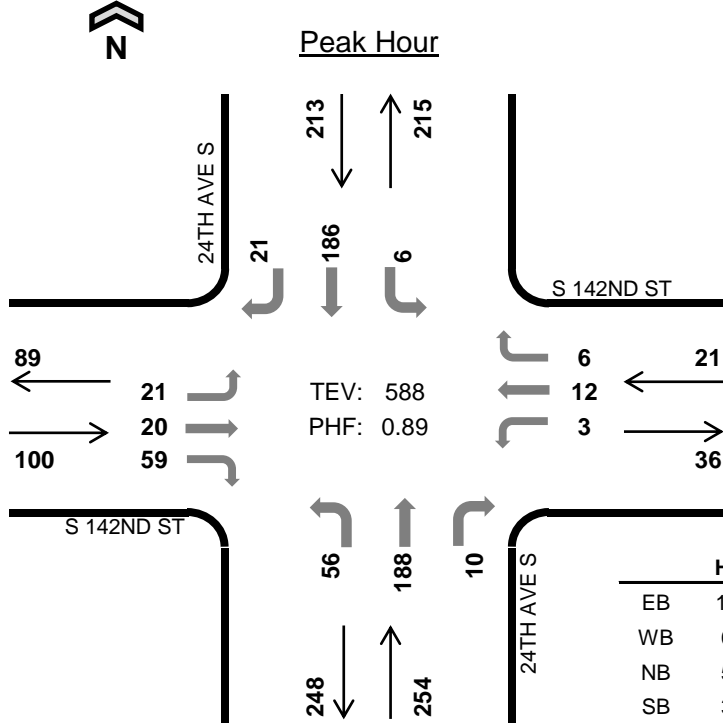 N
Peak Hour
213
215
24TH AVE S
21
186
6
S 142ND ST
89
6
21
21
TEV: 588
12
20
PHF: 0.89
3
100
59
36
S 142ND ST
56
188
10
24TH AVE S
EB
WB
NB
SB
248
254